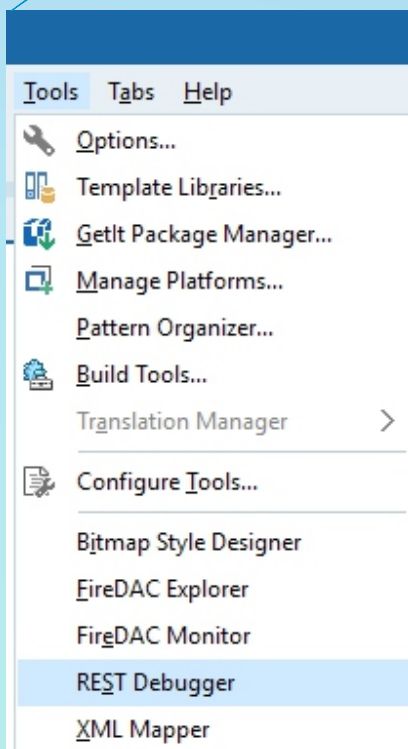 Tools Tabs Help
Options...
Template Libraries...
GetIt Package Manager...
Manage Platforms...
Pattern Organizer...
Build Tools...
Translation Manager
Configure Tools...
Bitmap Style Designer
FireDAC Explorer
FireDAC Monitor
REST Debugger
XML Mapper